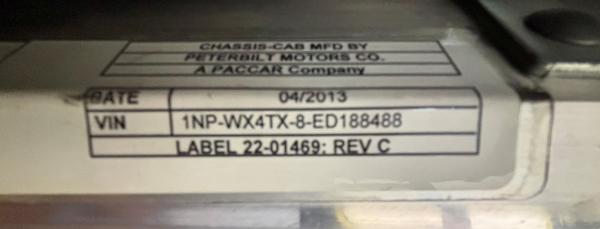 CHASSIS-CAB MFD BY
PETERBILT MOTORS CO.
A PACCAR Company
DATE 04/2013
VIN 1NP-WX4TX-8-ED188488
LABEL 22-01469: REV C